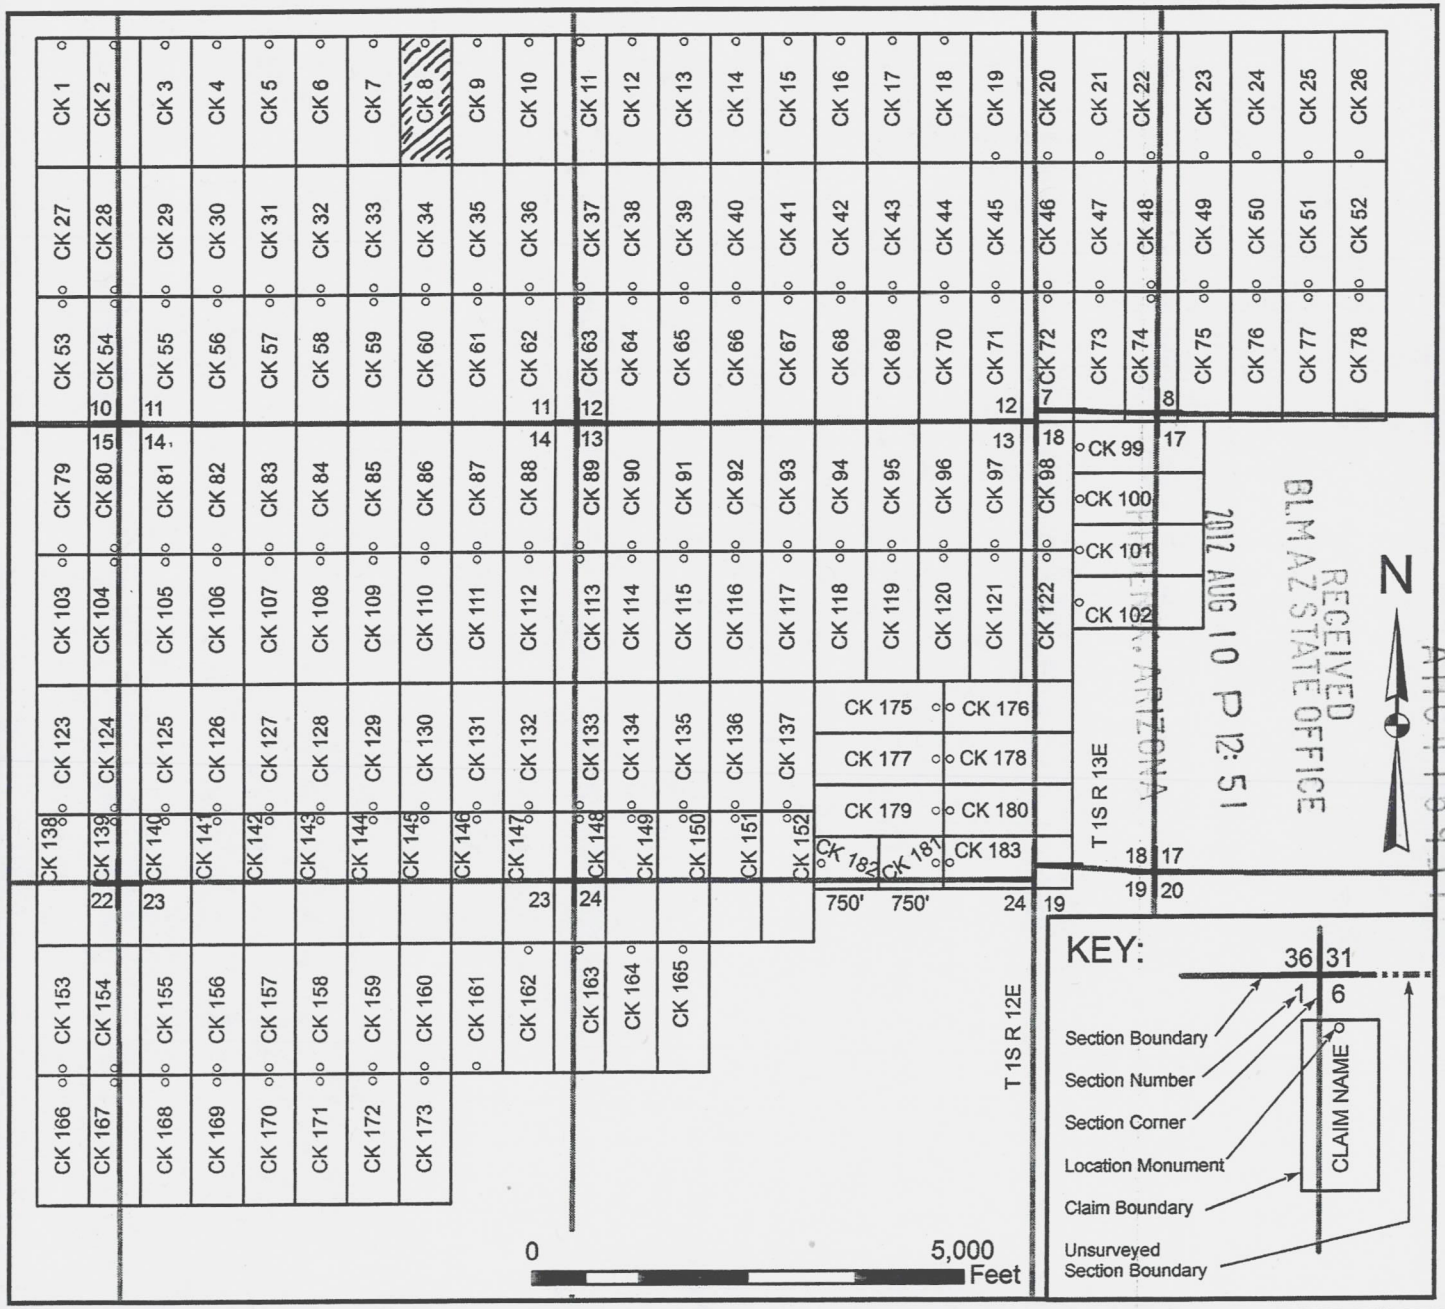 CK 1 CK 2 CK 3 CK 4 CK 5 CK 6 CK 7 CK 8 CK 9 CK 10 CK 11 CK 12 CK 13 CK 14 CK 15 CK 16 CK 17 CK 18 CK 19 CK 20 CK 21 CK 22 CK 23 CK 24 CK 25 CK 26
CK 27 CK 28 CK 29 CK 30 CK 31 CK 32 CK 33 CK 34 CK 35 CK 36 CK 37 CK 38 CK 39 CK 40 CK 41 CK 42 CK 43 CK 44 CK 45 CK 46 CK 47 CK 48 CK 49 CK 50 CK 51 CK 52
CK 53 CK 54 CK 55 CK 56 CK 57 CK 58 CK 59 CK 60 CK 61 CK 62 CK 63 CK 64 CK 65 CK 66 CK 67 CK 68 CK 69 CK 70 CK 71 CK 72 CK 73 CK 74 CK 75 CK 76 CK 77 CK 78
10 11 11 12 12 7 8
15 14 14 13 13 18 17
CK 79 CK 80 CK 81 CK 82 CK 83 CK 84 CK 85 CK 86 CK 87 CK 88 CK 89 CK 90 CK 91 CK 92 CK 93 CK 94 CK 95 CK 96 CK 97 CK 98
CK 99
CK 100
CK 101
CK 102
CK 103 CK 104 CK 105 CK 106 CK 107 CK 108 CK 109 CK 110 CK 111 CK 112 CK 113 CK 114 CK 115 CK 116 CK 117 CK 118 CK 119 CK 120 CK 121 CK 122
CK 123 CK 124 CK 125 CK 126 CK 127 CK 128 CK 129 CK 130 CK 131 CK 132 CK 133 CK 134 CK 135 CK 136 CK 137
CK 175 CK 176
CK 177 CK 178
CK 179 CK 180
CK 182 CK 181 CK 183
CK 138 CK 139 CK 140 CK 141 CK 142 CK 143 CK 144 CK 145 CK 146 CK 147 CK 148 CK 149 CK 150 CK 151 CK 152
18 17
19 20
22 23 23 24 750' 750' 24 19
CK 153 CK 154 CK 155 CK 156 CK 157 CK 158 CK 159 CK 160 CK 161 CK 162 CK 163 CK 164 CK 165
CK 166 CK 167 CK 168 CK 169 CK 170 CK 171 CK 172 CK 173
T 1S R 13E
T 1S R 12E
ARIZONA
2012 AUG 10 P 12:51
RECEIVED
BLM AZ STATE OFFICE
N
KEY:
36 31
1 6
Section Boundary
Section Number
Section Corner
Location Monument
Claim Boundary
Unsurveyed
Section Boundary
CLAIM NAME
0 5,000
Feet